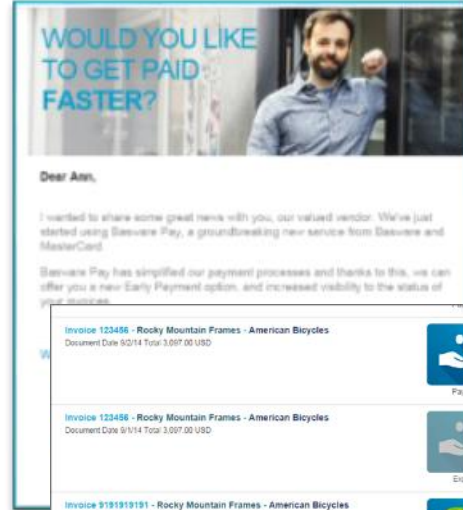 WOULD YOU LIKE
TO GET PAID
FASTER?
Dear Ann,
I wanted to share some great news with you, our valued vendor. We've just
started using Basware Pay, a groundbreaking new service from Basware and
MasterCard
Basware Pay has simplified our payment processes and thanks to this, we can
offer you a new Early Payment option, and increased visibility to the status of
your invoices
W
Invoice 123456 - Rocky Mountain Frames - American Bicycles
Document Date 9/2/14 Total 3,097.00 USD
Invoice 123456 - Rocky Mountain Frames - American Bicycles
Document Date 9/1/14 Total 3,097.00 USD
Invoice 9191919191 - Rocky Mountain Frames - American Bicycles